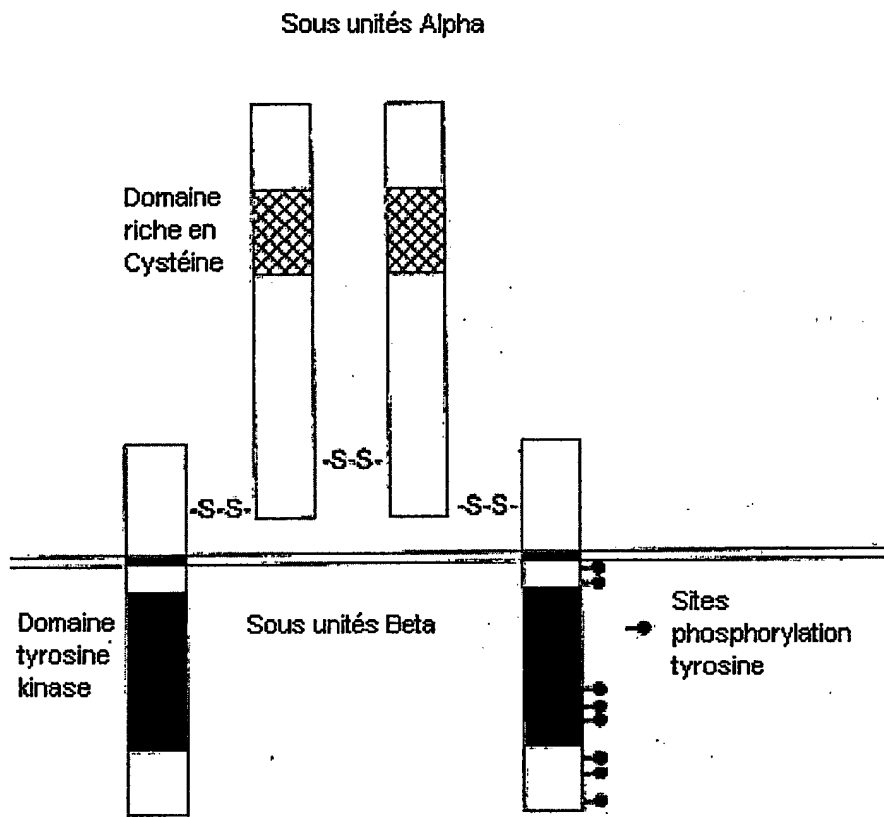 Sous unités Alpha
Domaine
riche en
Cystéine
-S-S-
-S-S-
-S-S-
Domaine
tyrosine
kinase
Sous unités Beta
Sites
phosphorylation
tyrosine